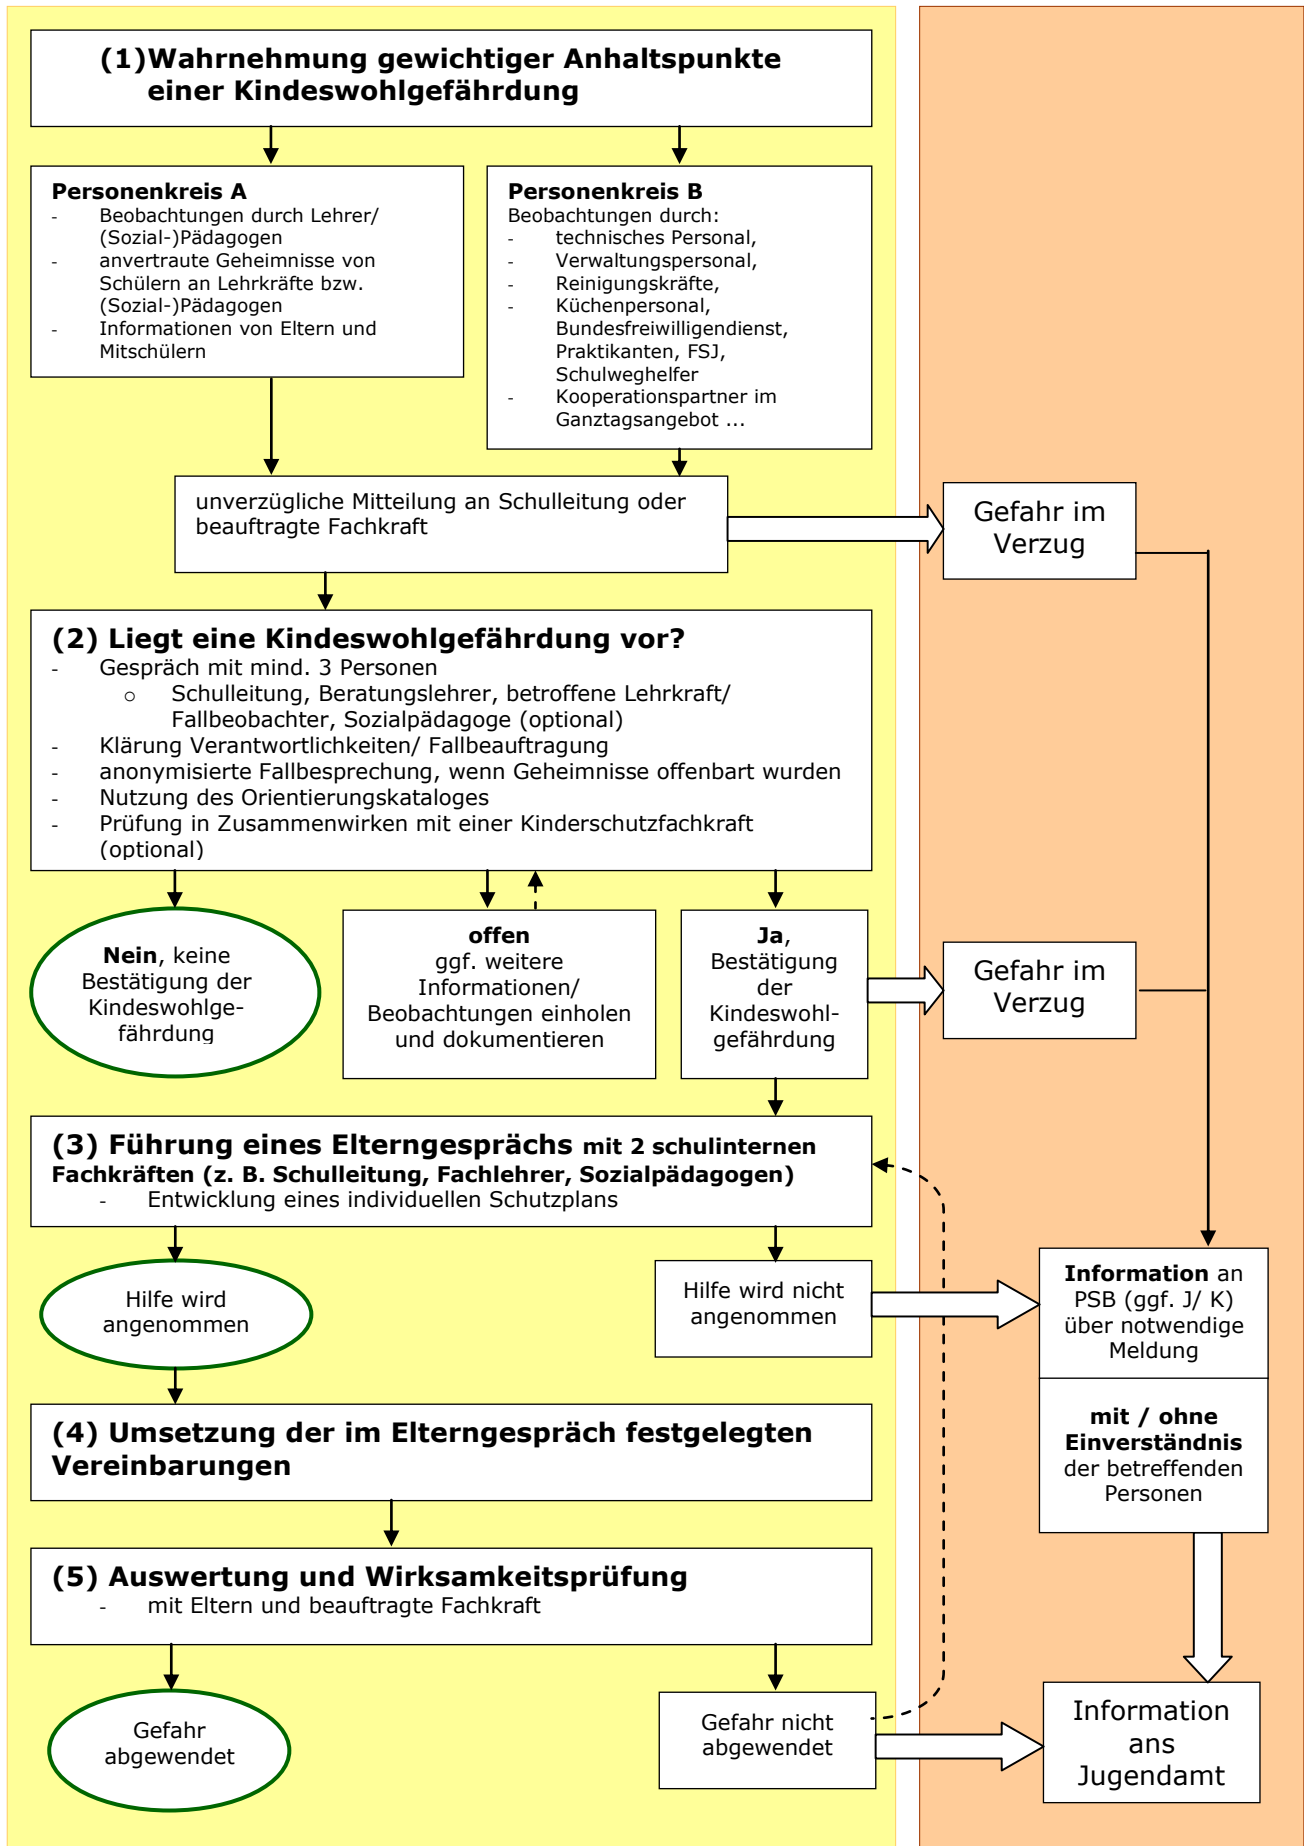 (1)Wahrnehmung gewichtiger Anhaltspunkte
einer Kindeswohlgefährdung
Personenkreis A
- Beobachtungen durch Lehrer/
(Sozial-)Pädagogen
- anvertraute Geheimnisse von
Schülern an Lehrkräfte bzw.
(Sozial-)Pädagogen
- Informationen von Eltern und
Mitschülern
Personenkreis B
Beobachtungen durch:
- technisches Personal,
- Verwaltungspersonal,
- Reinigungskräfte,
- Küchenpersonal,
Bundesfreiwilligendienst,
Praktikanten, FSJ,
Schulweghelfer
- Kooperationspartner im
Ganztagsangebot ...
unverzügliche Mitteilung an Schulleitung oder
beauftragte Fachkraft
Gefahr im
Verzug
(2) Liegt eine Kindeswohlgefährdung vor?
- Gespräch mit mind. 3 Personen
o Schulleitung, Beratungslehrer, betroffene Lehrkraft/
Fallbeobachter, Sozialpädagoge (optional)
- Klärung Verantwortlichkeiten/ Fallbeauftragung
- anonymisierte Fallbesprechung, wenn Geheimnisse offenbart wurden
- Nutzung des Orientierungskataloges
- Prüfung in Zusammenwirken mit einer Kinderschutzfachkraft
(optional)
Nein, keine
Bestätigung der
Kindeswohlge-
fährdung
offen
ggf. weitere
Informationen/
Beobachtungen einholen
und dokumentieren
Ja,
Bestätigung
der
Kindeswohl-
gefährdung
Gefahr im
Verzug
(3) Führung eines Elterngesprächs mit 2 schulinternen
Fachkräften (z. B. Schulleitung, Fachlehrer, Sozialpädagogen)
- Entwicklung eines individuellen Schutzplans
Hilfe wird
angenommen
Hilfe wird nicht
angenommen
Information an
PSB (ggf. J/ K)
über notwendige
Meldung
mit / ohne
Einverständnis
der betreffenden
Personen
(4) Umsetzung der im Elterngespräch festgelegten
Vereinbarungen
(5) Auswertung und Wirksamkeitsprüfung
- mit Eltern und beauftragte Fachkraft
Gefahr
abgewendet
Gefahr nicht
abgewendet
Information
ans
Jugendamt